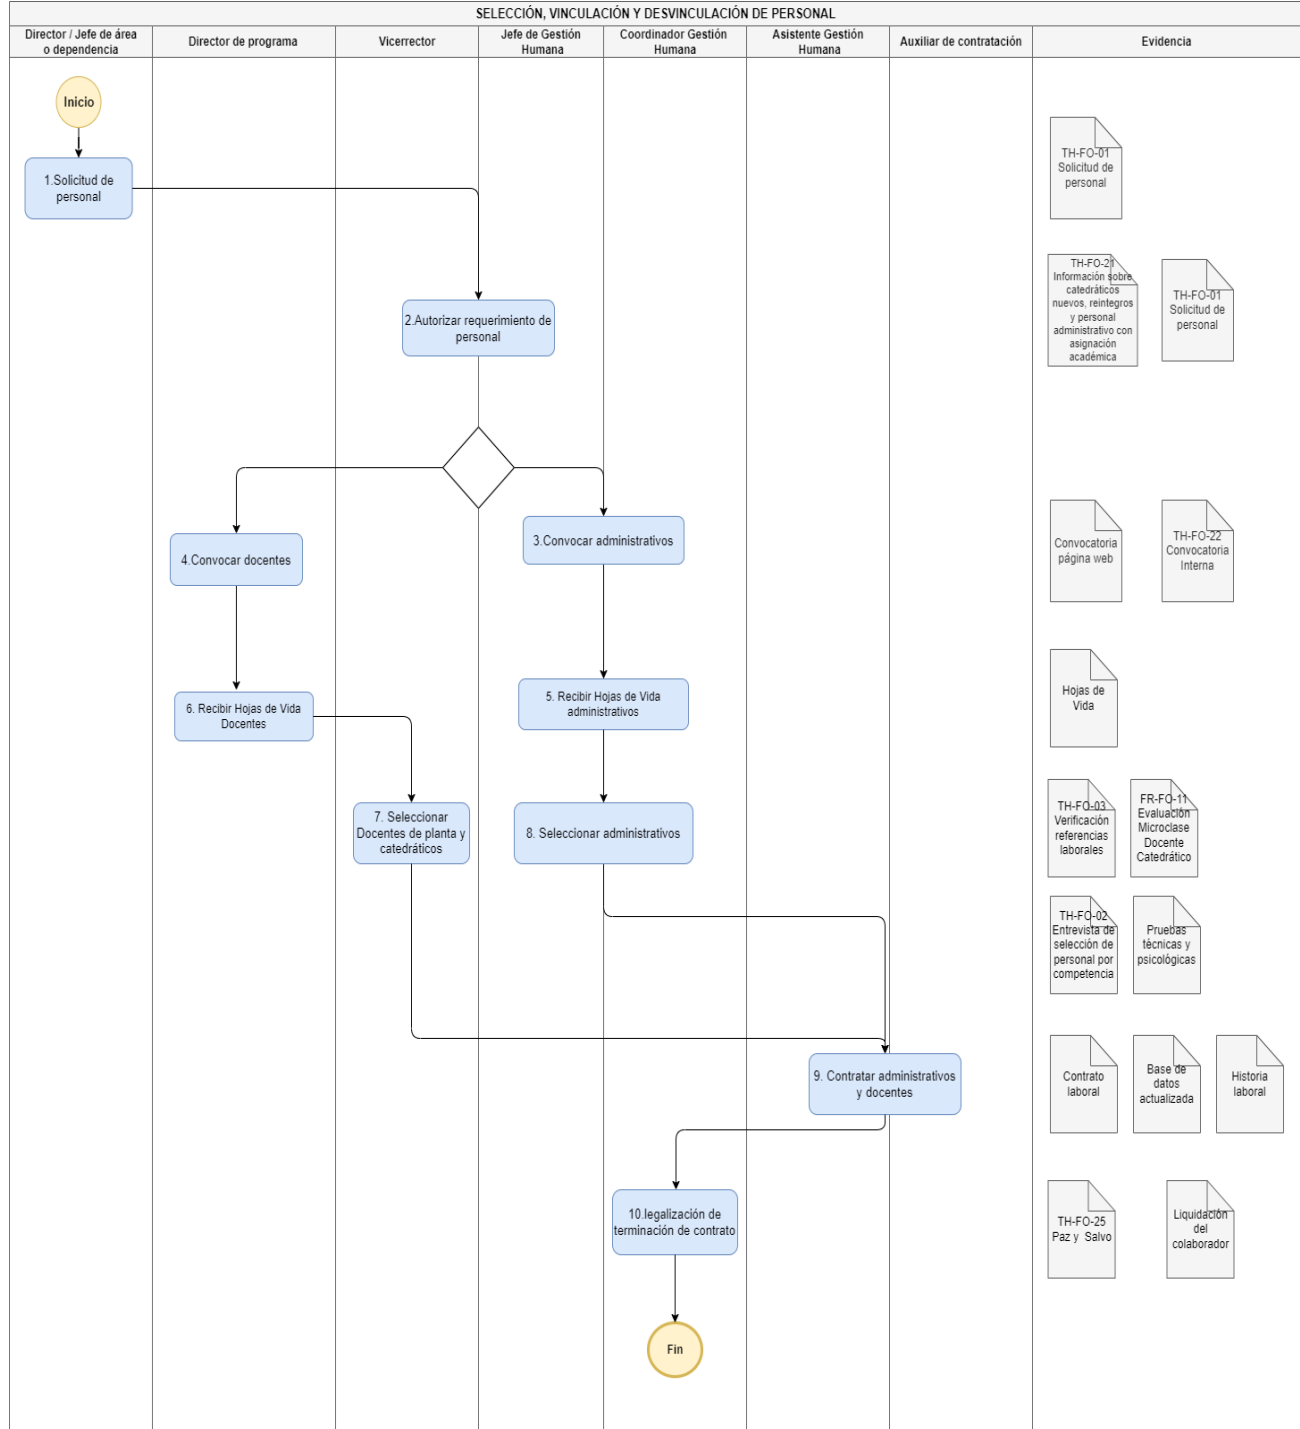 SELECCIÓN, VINCULACIÓN Y DESVINCULACIÓN DE PERSONAL
Director / Jefe de área
o dependencia
Director de programa
Vicerrector
Jefe de Gestión
Humana
Coordinador Gestión
Humana
Asistente Gestión
Humana
Auxiliar de contratación
Evidencia
Inicio
1.Solicitud de
personal
TH-FO-01
Solicitud de
personal
2.Autorizar requerimiento de
personal
TH-FO-21
Información sobre
catedráticos
nuevos, reintegros
y personal
administrativo con
asignación
académica
TH-FO-01
Solicitud de
personal
4.Convocar docentes
3.Convocar administrativos
Convocatoria
página web
TH-FO-22
Convocatoria
Interna
6. Recibir Hojas de Vida
Docentes
5. Recibir Hojas de Vida
administrativos
Hojas de
Vida
7. Seleccionar
Docentes de planta y
catedráticos
8. Seleccionar administrativos
TH-FO-03
Verificación
referencias
laborales
FR-FO-11
Evaluación
Microclase
Docente
Catedrático
TH-FO-02
Entrevista de
selección de
personal por
competencia
Pruebas
técnicas y
psicológicas
9. Contratar administrativos
y docentes
Contrato
laboral
Base de
datos
actualizada
Historia
laboral
10.legalización de
terminación de contrato
TH-FO-25
Paz y Salvo
Liquidación
del
colaborador
Fin